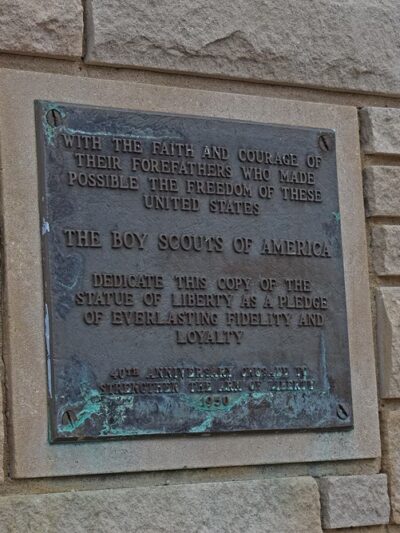 WITH THE FAITH AND COURAGE OF
THEIR FOREFATHERS WHO MADE
POSSIBLE THE FREEDOM OF THESE
UNITED STATES
THE BOY SCOUTS OF AMERICA
DEDICATE THIS COPY OF THE
STATUE OF LIBERTY AS A PLEDGE
OF EVERLASTING FIDELITY AND
LOYALTY
40TH ANNIVERSARY CRUSADE TO
STRENGTHEN THE ARM OF LIBERTY
1950